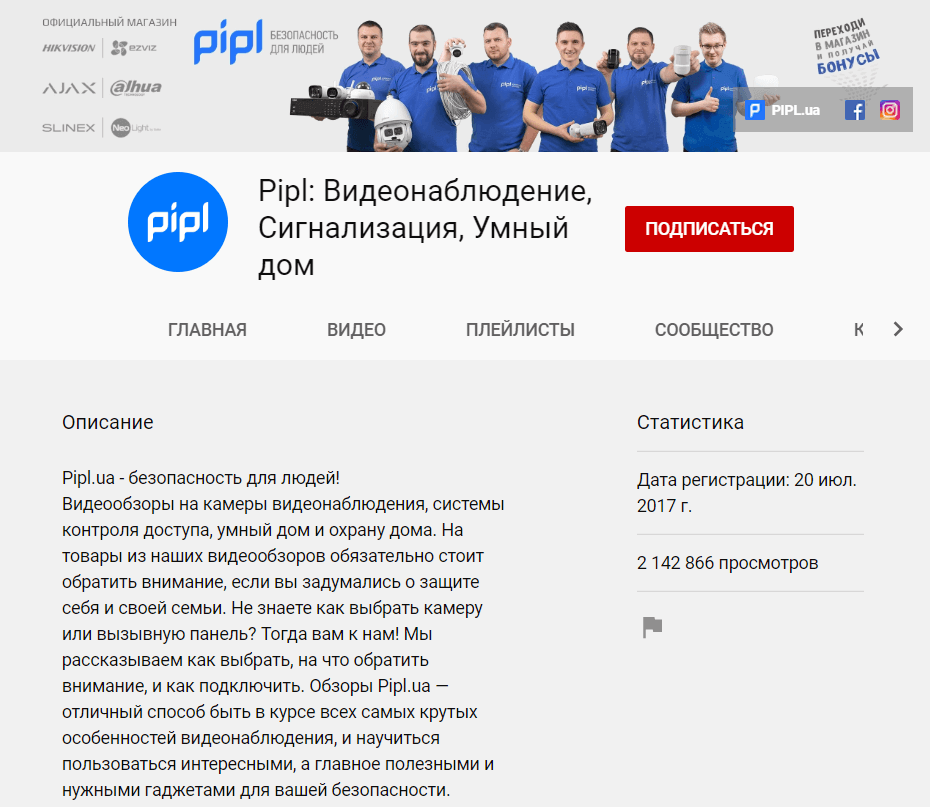 ОФИЦИАЛЬНЫЙ МАГАЗИН
HIKVISION ezviz
AJAX alhua
SLINEX NeoLight
pipl БЕЗОПАСНОСТЬ
ДЛЯ ЛЮДЕЙ
pipl
pipl
pipl
pipl
pipl
pipl
ПЕРЕХОДИ
В МАГАЗИН
И ПОЛУЧАЙ
БОНУСЫ
PIPL.ua
pipl
Pipl: Видеонаблюдение,
Сигнализация, Умный
дом
ПОДПИСАТЬСЯ
ГЛАВНАЯ ВИДЕО ПЛЕЙЛИСТЫ СООБЩЕСТВО К
Описание
Pipl.ua - безопасность для людей!
Видеообзоры на камеры видеонаблюдения, системы
контроля доступа, умный дом и охрану дома. На
товары из наших видеообзоров обязательно стоит
обратить внимание, если вы задумались о защите
себя и своей семьи. Не знаете как выбрать камеру
или вызывную панель? Тогда вам к нам! Мы
рассказываем как выбрать, на что обратить
внимание, и как подключить. Обзоры Pipl.ua —
отличный способ быть в курсе всех самых крутых
особенностей видеонаблюдения, и научиться
пользоваться интересными, а главное полезными и
нужными гаджетами для вашей безопасности.
Статистика
Дата регистрации: 20 июл.
2017 г.
2 142 866 просмотров